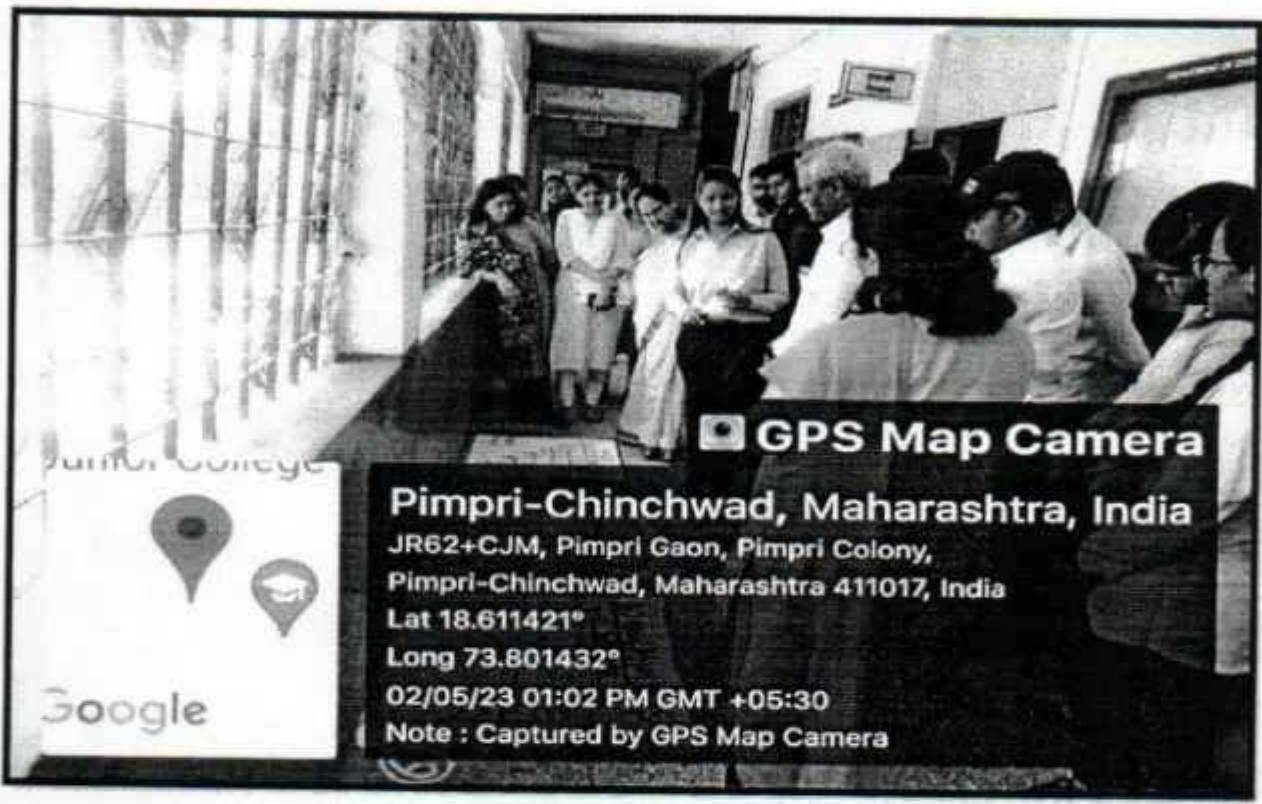 GPS Map Camera
Junior College
Google
Pimpri-Chinchwad, Maharashtra, India
JR62+CJM, Pimpri Gaon, Pimpri Colony,
Pimpri-Chinchwad, Maharashtra 411017, India
Lat 18.611421°
Long 73.801432°
02/05/23 01:02 PM GMT +05:30
Note : Captured by GPS Map Camera